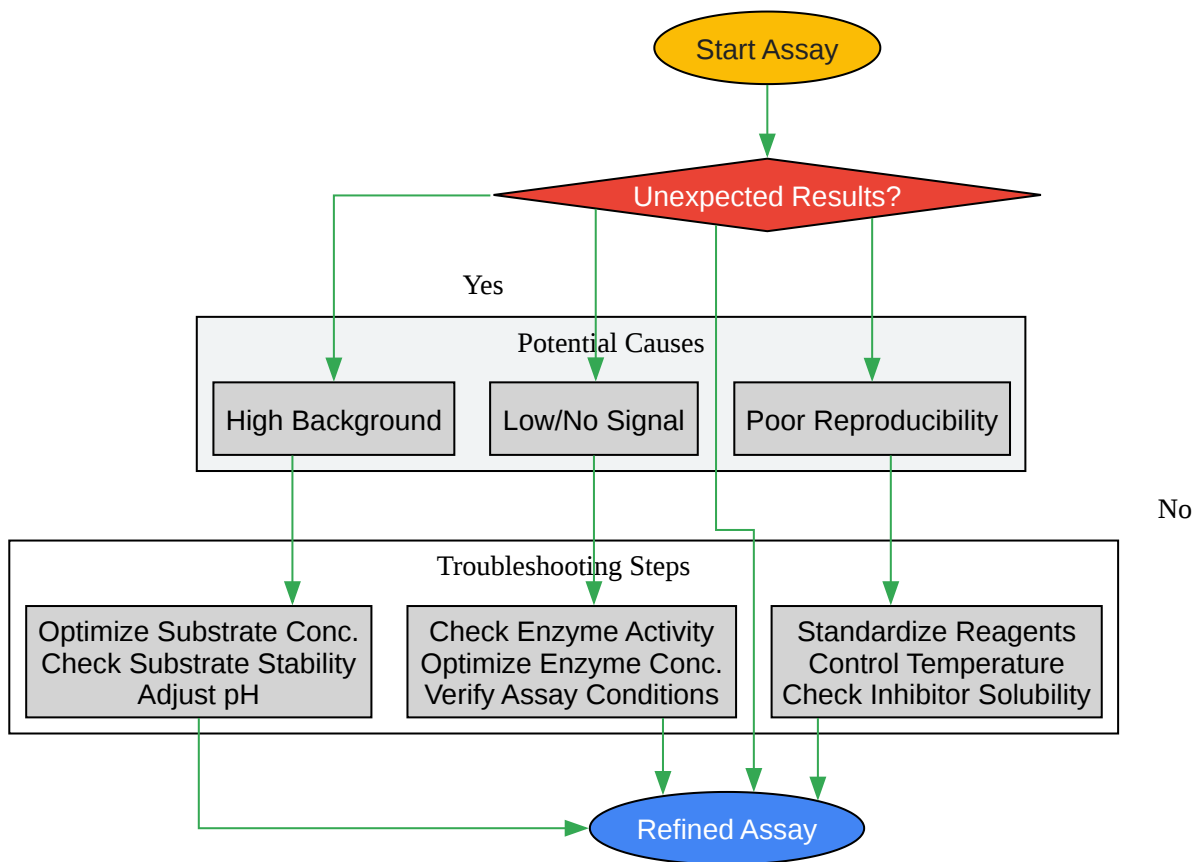 Start Assay
Unexpected Results?
Yes
Potential Causes
High Background
Low/No Signal
Poor Reproducibility
No
Troubleshooting Steps
Optimize Substrate Conc.
Check Substrate Stability
Adjust pH
Check Enzyme Activity
Optimize Enzyme Conc.
Verify Assay Conditions
Standardize Reagents
Control Temperature
Check Inhibitor Solubility
Refined Assay